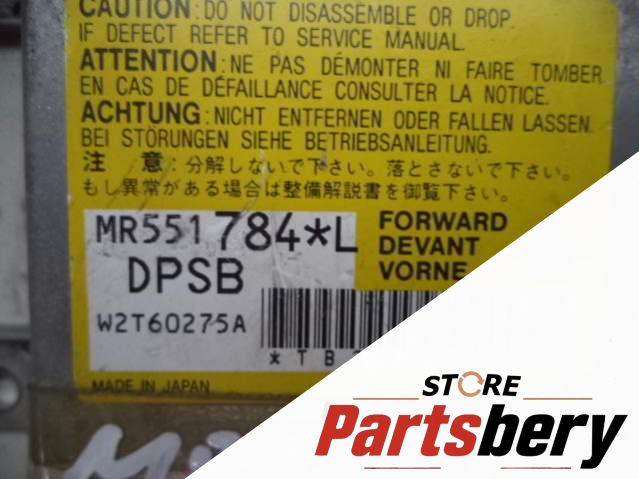 CAUTION: DO NOT DISASSEMBLE OR DROP.
IF DEFECT REFER TO SERVICE MANUAL.
ATTENTION: NE PAS DÉMONTER NI FAIRE TOMBER.
EN CAS DE DÉFAILLANCE CONSULTER LA NOTICE.
ACHTUNG: NICHT ENTFERNEN ODER FALLEN LASSEN.
BEI STÖRUNGEN SIEHE BETRIEBSANLEITUNG.
注 意:分解しないで下さい。落とさないで下さい。
もし異常がある場合は整備解説書を御覧下さい。
MR551784*L
DPSB
W2T60275A
FORWARD
DEVANT
VORNE
*TB
MADE IN JAPAN
STORE
Partsbery